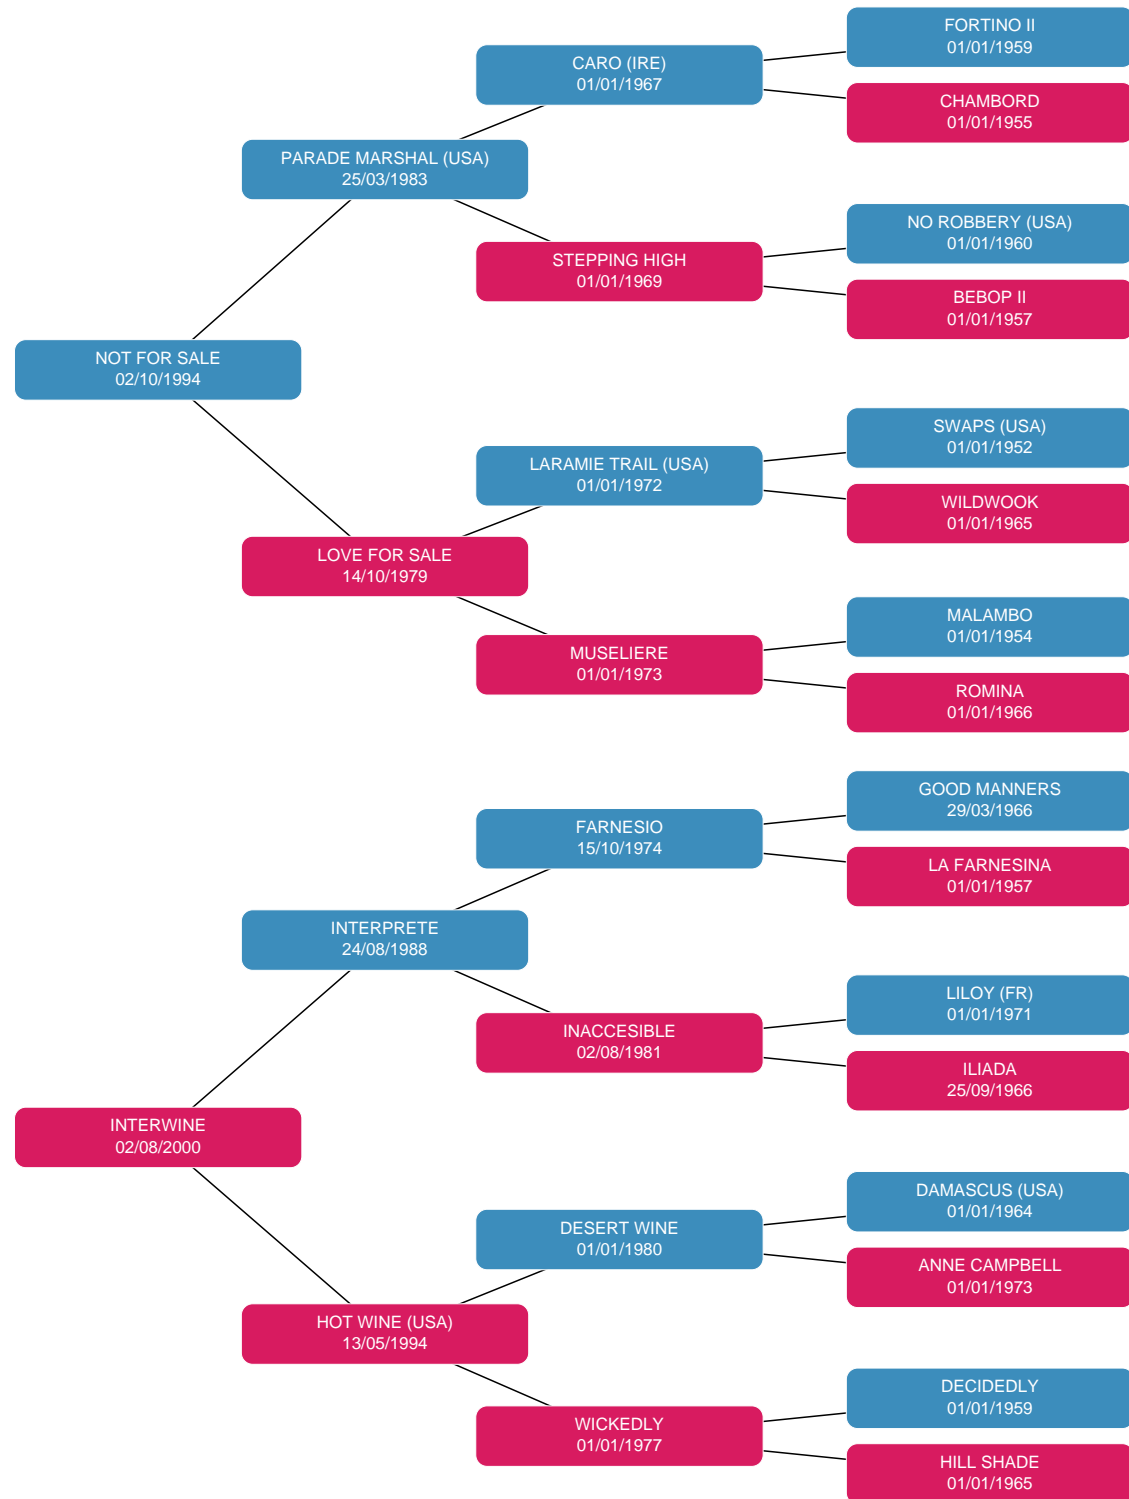 FORTINO II
01/01/1959
CARO (IRE)
01/01/1967
CHAMBORD
01/01/1955
PARADE MARSHAL (USA)
25/03/1983
NO ROBBERY (USA)
01/01/1960
STEPPING HIGH
01/01/1969
BEBOP II
01/01/1957
NOT FOR SALE
02/10/1994
SWAPS (USA)
01/01/1952
LARAMIE TRAIL (USA)
01/01/1972
WILDWOOK
01/01/1965
LOVE FOR SALE
14/10/1979
MALAMBO
01/01/1954
MUSELIERE
01/01/1973
ROMINA
01/01/1966
GOOD MANNERS
29/03/1966
FARNESIO
15/10/1974
LA FARNESINA
01/01/1957
INTERPRETE
24/08/1988
LILOY (FR)
01/01/1971
INACCESIBLE
02/08/1981
ILIADA
25/09/1966
INTERWINE
02/08/2000
DAMASCUS (USA)
01/01/1964
DESERT WINE
01/01/1980
ANNE CAMPBELL
01/01/1973
HOT WINE (USA)
13/05/1994
DECIDEDLY
01/01/1959
WICKEDLY
01/01/1977
HILL SHADE
01/01/1965